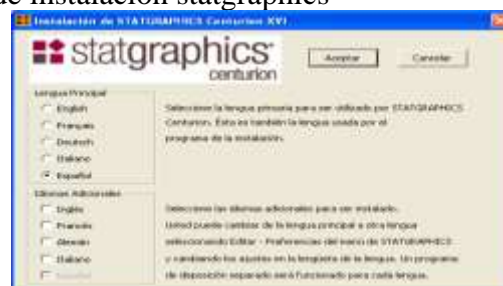 de instalación statgraphics
Instalación de STATGRAPHICS Centurion XVI
statgraphics
centurion
Aceptar
Cancelar
Lengua Principal
English
Français
Deutsch
Italiano
Español
Seleccione la lengua primaria para ser utilizado por STATGRAPHICS
Centurion. Esta es también la lengua usada por el
programa de la instalación.
Idiomas Adicionales
Inglés
Francés
Alemán
Italiano
Seleccione las idiomas adicionales para ser instalado.
Usted puede cambiar de la lengua principal a otra lengua
seleccionando Editar - Preferencias del menú de STATGRAPHICS
y cambiando los ajustes en la lengüeta de la lengua. Un programa
de disposición separado será funcionado para cada lengua.